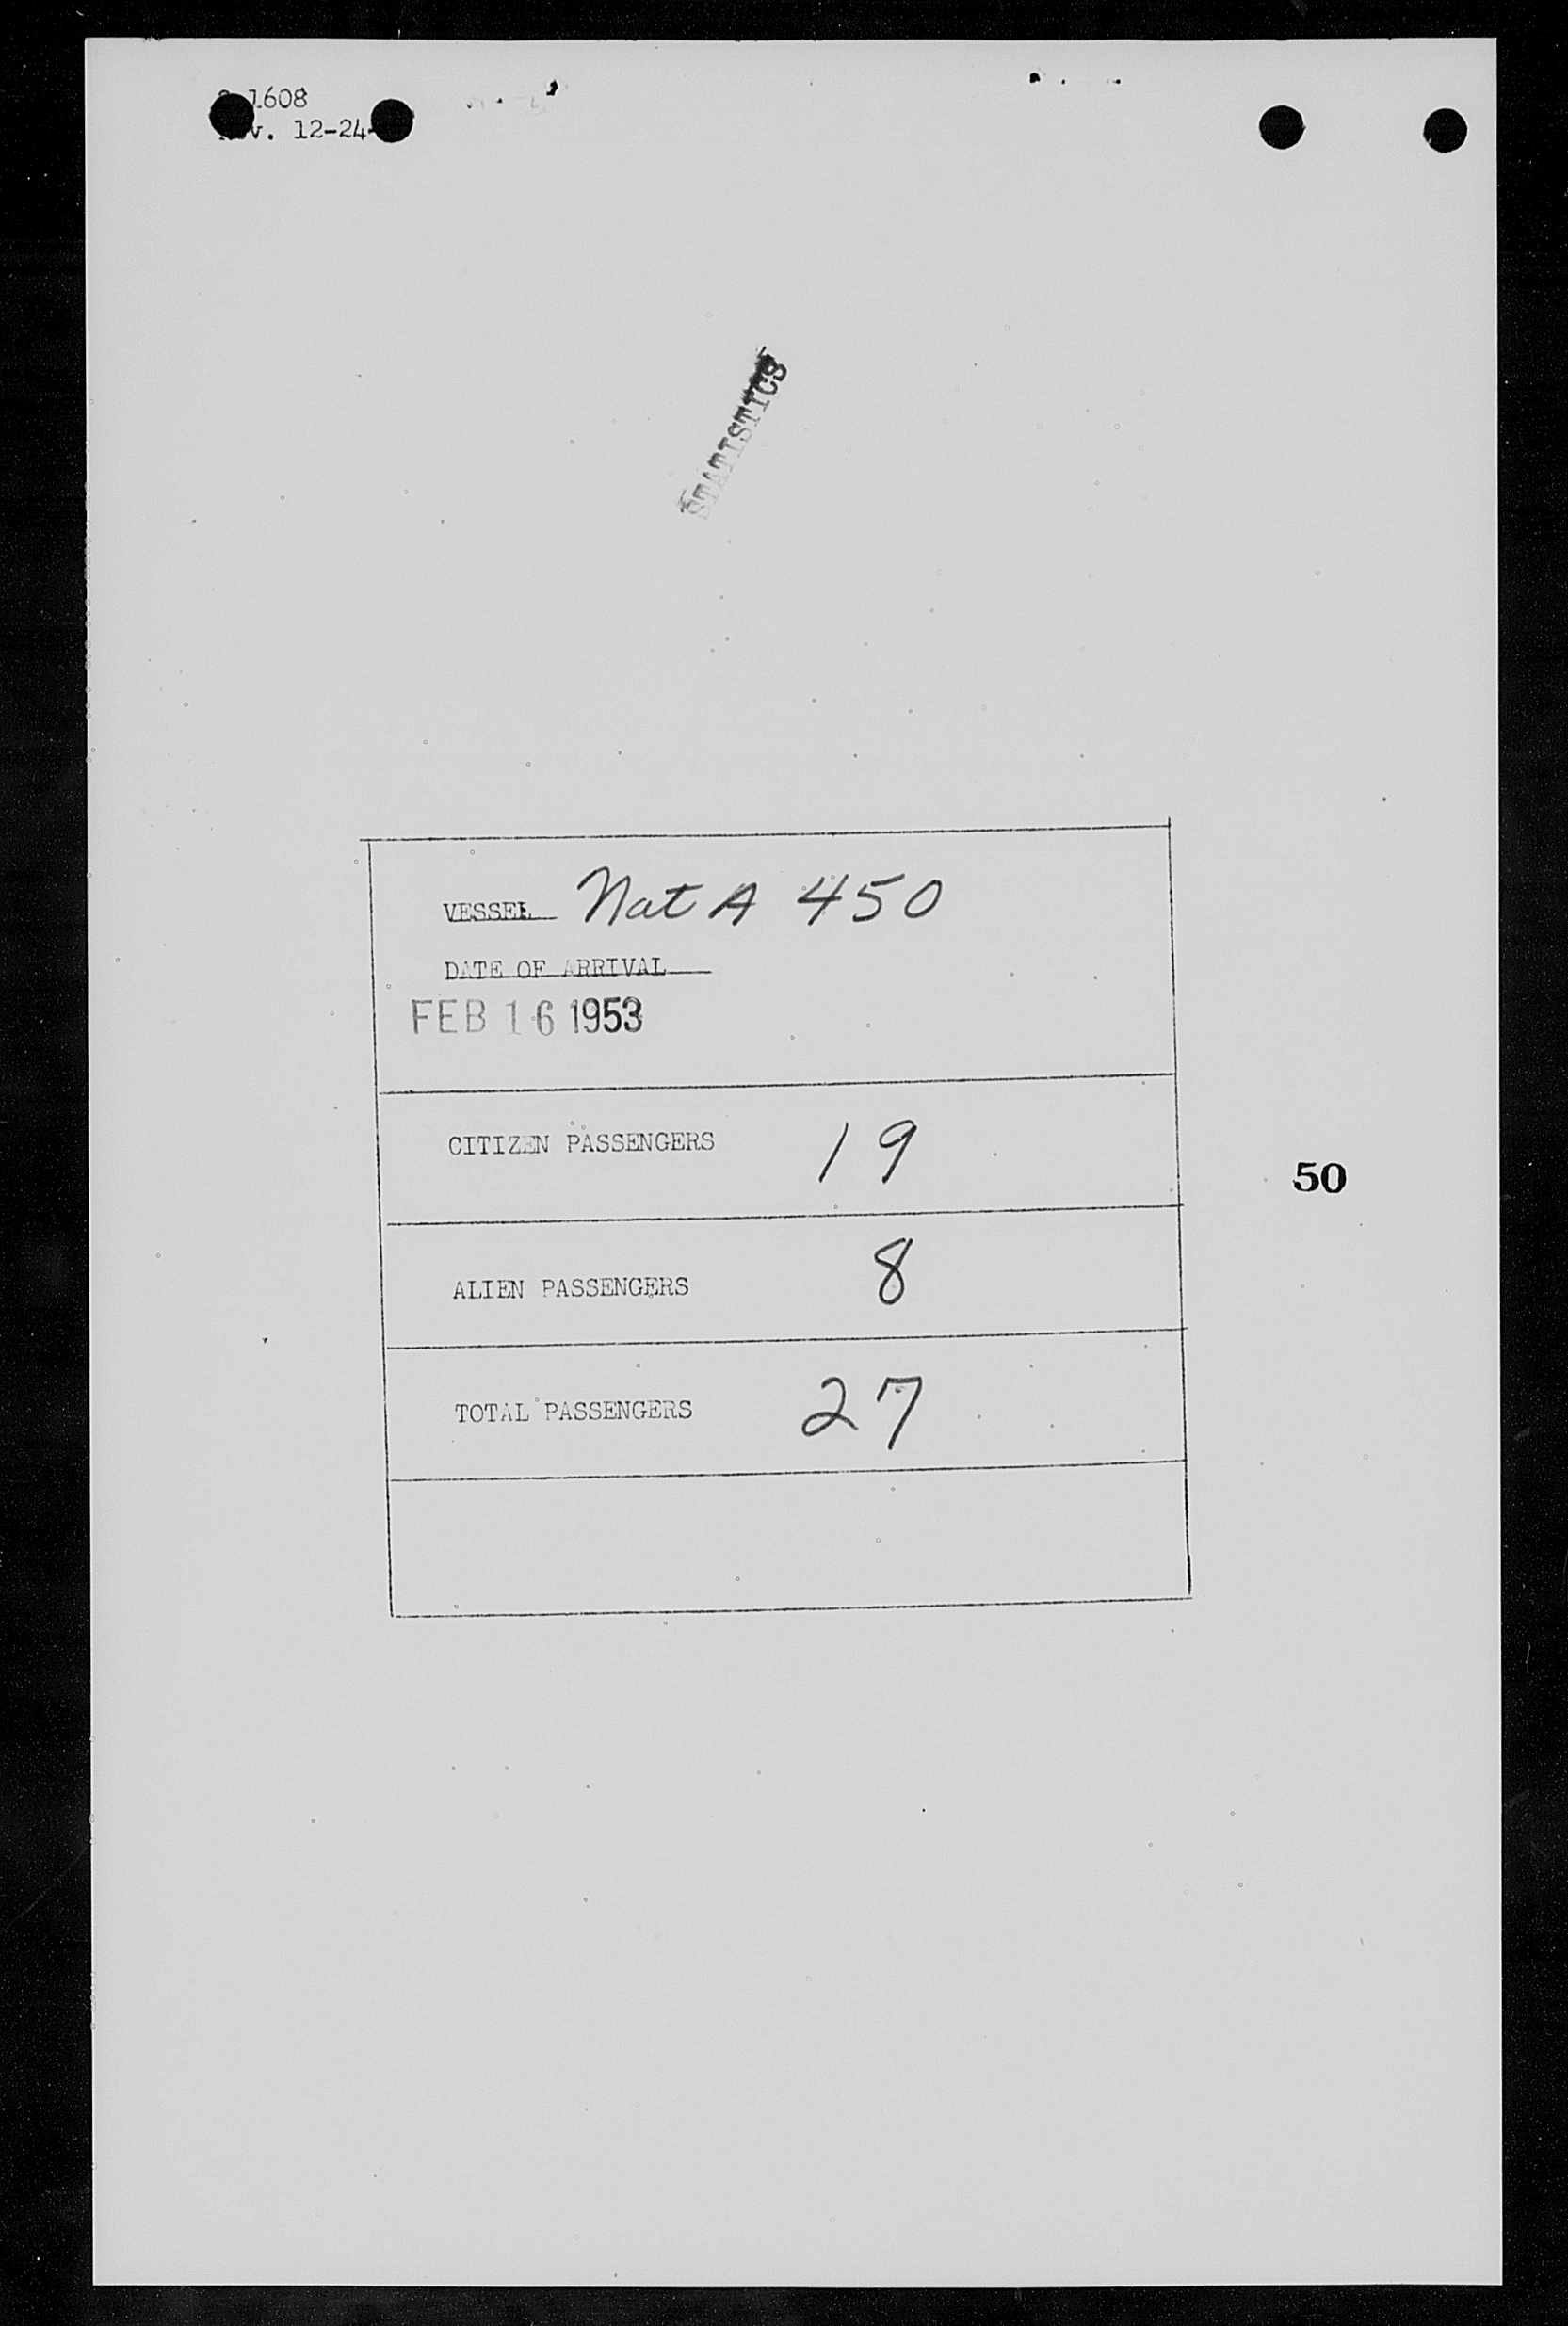 1608
v. 12-24-
STATISTICS
VESSEL Nat A 450
DATE OF ARRIVAL
FEB 16 1953
CITIZEN PASSENGERS 19
50
ALIEN PASSENGERS 8
TOTAL PASSENGERS 27